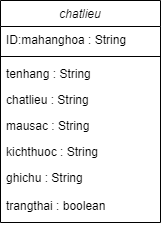 chatlieu
ID:mahanghoa : String
tenhang : String
chatlieu : String
mausac : String
kichthuoc : String
ghichu : String
trangthai : boolean